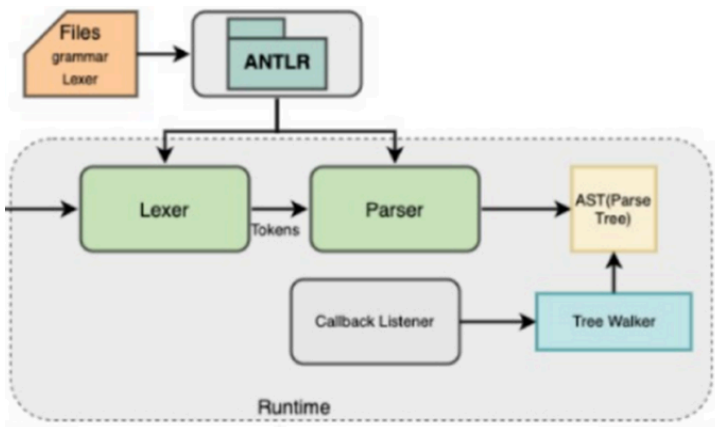 Files
grammar
Lexer
ANTLR
Lexer
Tokens
Parser
AST(Parse
Tree)
Callback Listener
Tree Walker
Runtime